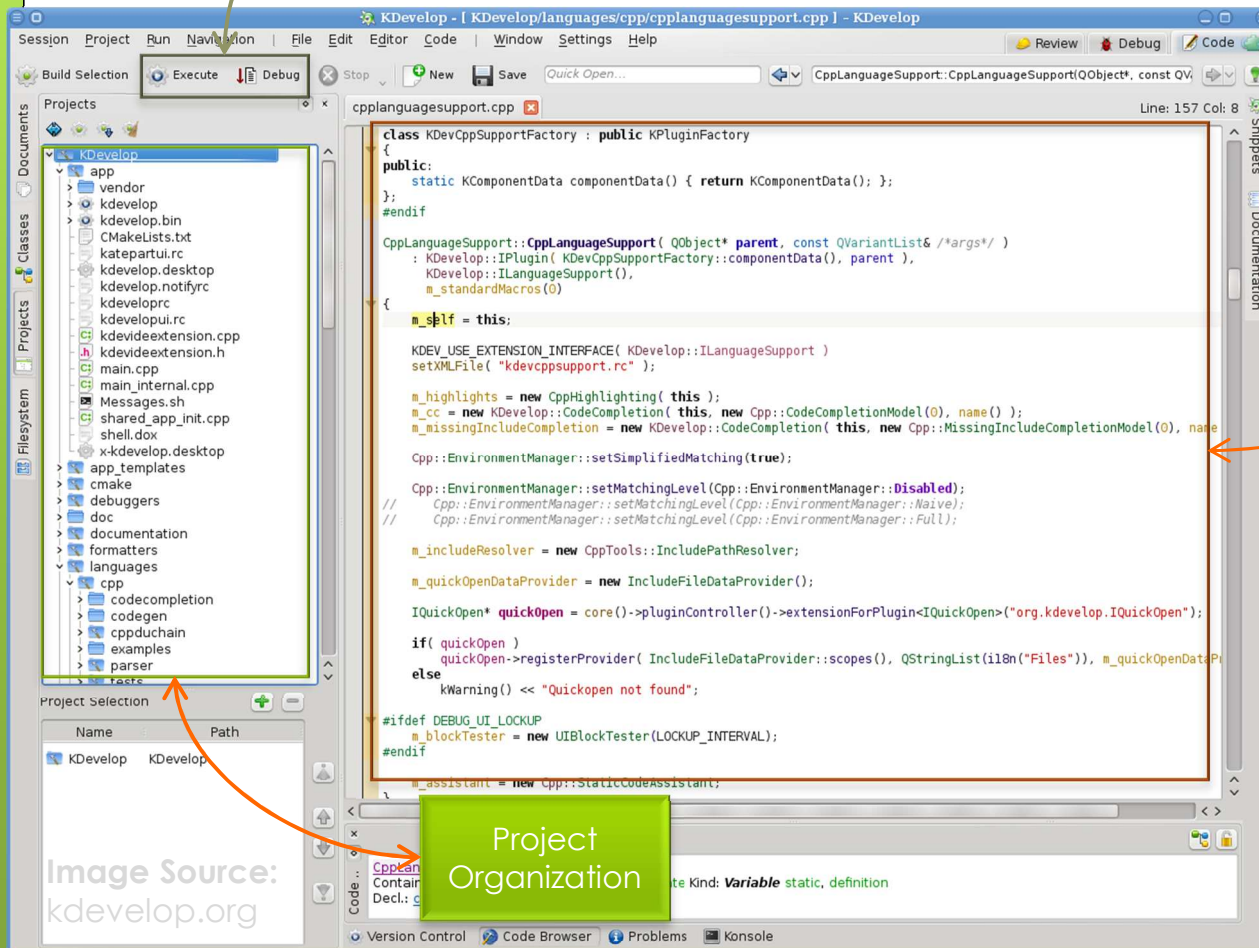 KDevelop - [ KDevelop/languages/cpp/cpplanguagesupport.cpp ] - KDevelop
Session Project Run Navigation | File Edit Editor Code | Window Settings Help
Review Debug Code
Build Selection Execute Debug Stop New Save Quick Open... CppLanguageSupport::CppLanguageSupport(QObject*, const QVa
Documents
Classes
Projects
Filesystem
Projects
KDevelop
app
vendor
kdevelop
kdevelop.bin
CMakeLists.txt
katepartui.rc
kdevelop.desktop
kdevelop.notifyrc
kdeveloprc
kdevelopui.rc
kdevideextension.cpp
kdevideextension.h
main.cpp
main_internal.cpp
Messages.sh
shared_app_init.cpp
shell.dox
x-kdevelop.desktop
app_templates
cmake
debuggers
doc
documentation
formatters
languages
cpp
codecompletion
codegen
cppduchain
examples
parser
tests
Project Selection
Name Path
KDevelop KDevelop
Image Source:
kdevelop.org
cpplanguagesupport.cpp
Line: 157 Col: 8
class KDevCppSupportFactory : public KPluginFactory
{
public:
static KComponentData componentData() { return KComponentData(); };
};
#endif
CppLanguageSupport::CppLanguageSupport( QObject* parent, const QVariantList& /*args*/ )
: KDevelop::IPlugin( KDevCppSupportFactory::componentData(), parent ),
KDevelop::ILanguageSupport(),
m_standardMacros(0)
{
m_self = this;
KDEV_USE_EXTENSION_INTERFACE( KDevelop::ILanguageSupport )
setXMLFile( "kdevcppsupport.rc" );
m_highlights = new CppHighlighting( this );
m_cc = new KDevelop::CodeCompletion( this, new Cpp::CodeCompletionModel(0), name() );
m_missingIncludeCompletion = new KDevelop::CodeCompletion( this, new Cpp::MissingIncludeCompletionModel(0), name
Cpp::EnvironmentManager::setSimplifiedMatching(true);
Cpp::EnvironmentManager::setMatchingLevel(Cpp::EnvironmentManager::Disabled);
// Cpp::EnvironmentManager::setMatchingLevel(Cpp::EnvironmentManager::Naive);
// Cpp::EnvironmentManager::setMatchingLevel(Cpp::EnvironmentManager::Full);
m_includeResolver = new CppTools::IncludePathResolver;
m_quickOpenDataProvider = new IncludeFileDataProvider();
IQuickOpen* quickOpen = core()->pluginController()->extensionForPlugin<IQuickOpen>("org.kdevelop.IQuickOpen");
if( quickOpen )
quickOpen->registerProvider( IncludeFileDataProvider::scopes(), QStringList(i18n("Files")), m_quickOpenDataPr
else
kWarning() << "Quickopen not found";
#ifdef DEBUG_UI_LOCKUP
m_blockTester = new UIBlockTester(LOCKUP_INTERVAL);
#endif
m_assistant = new Cpp::StaticCodeAssistant;
}
Snippets
Documentation
Project
Organization
Code ..
CppLan
Contain
te Kind: Variable static, definition
Decl.:
Version Control Code Browser Problems Konsole